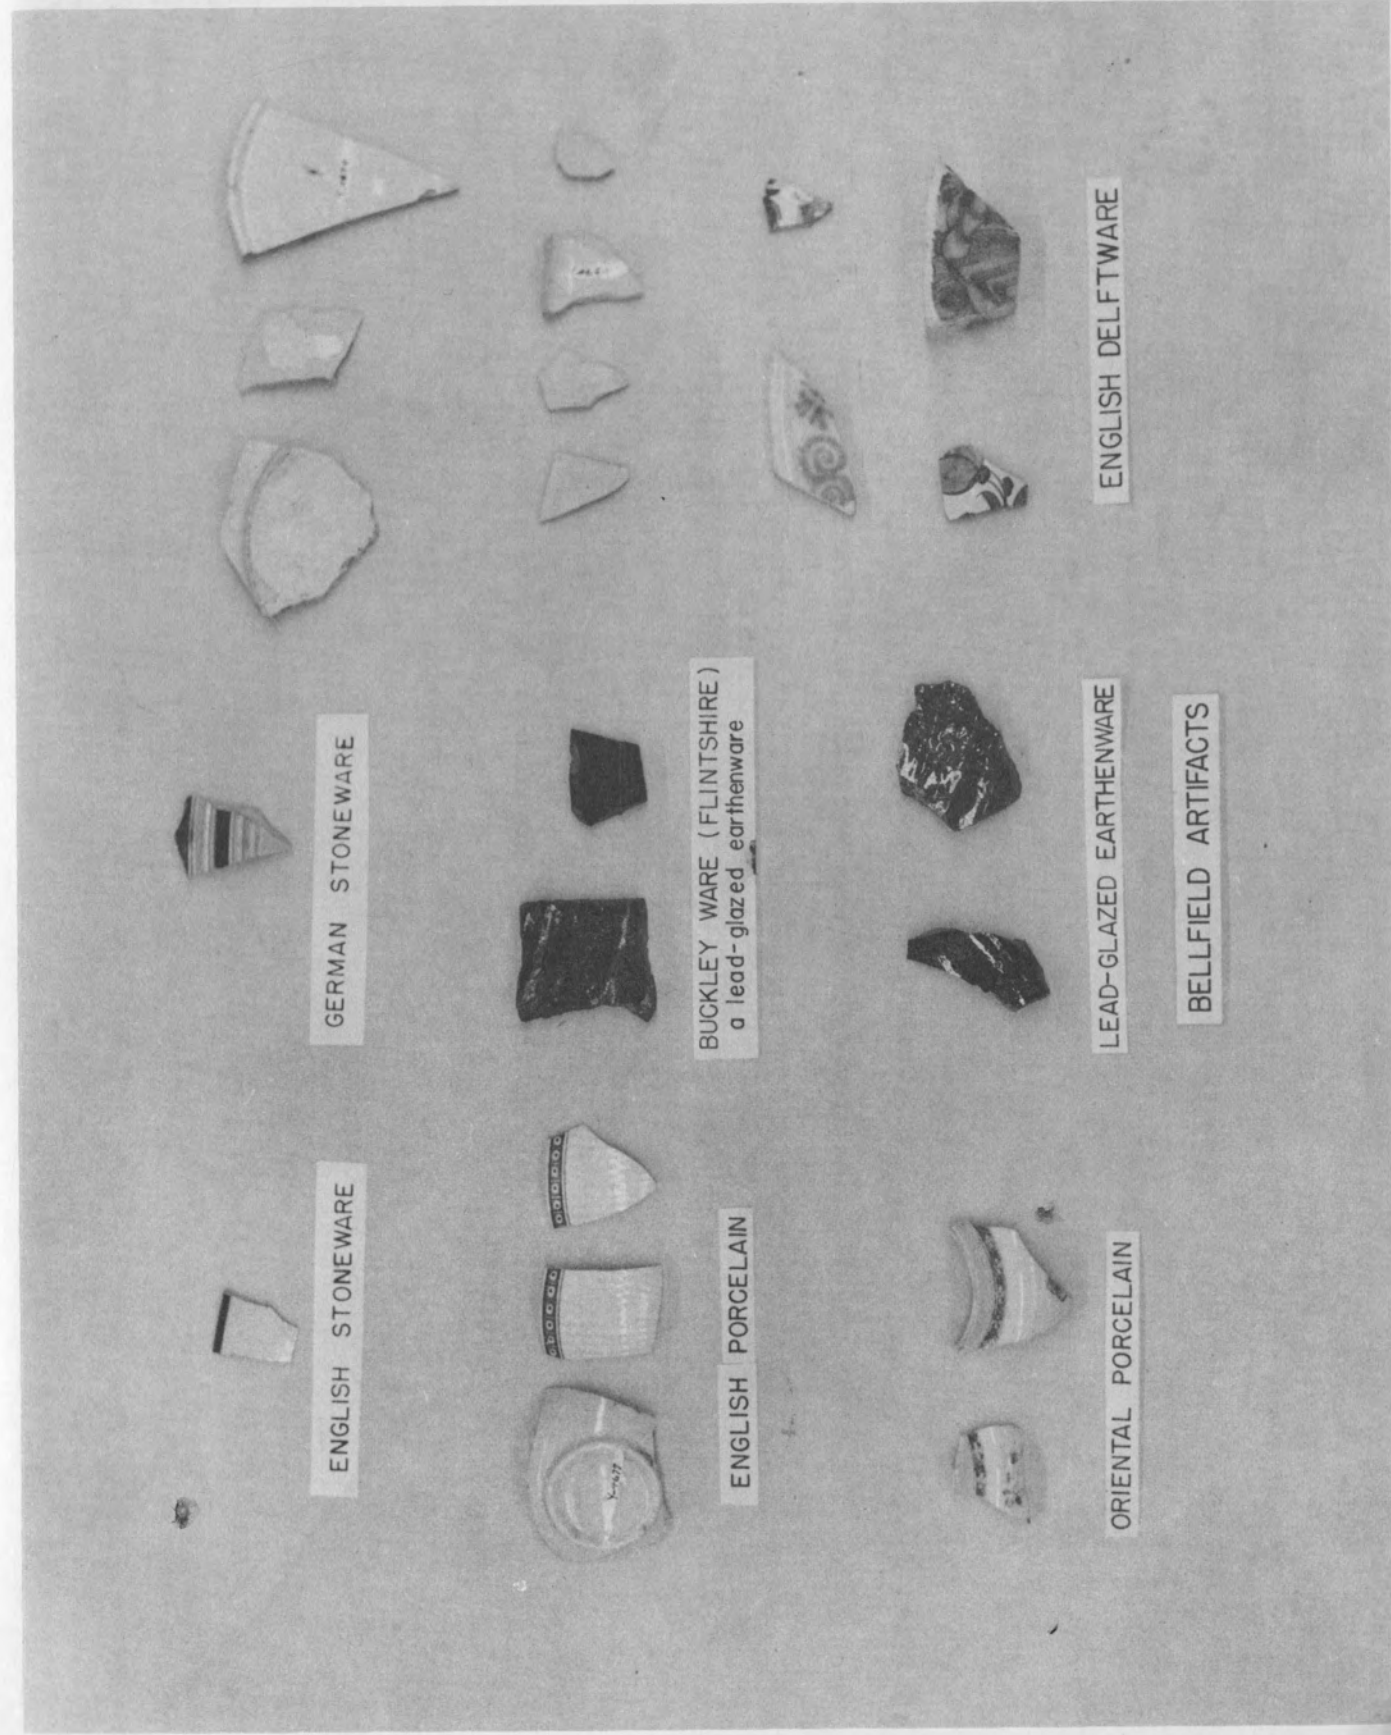 ENGLISH STONEWARE
GERMAN STONEWARE
ENGLISH PORCELAIN
BUCKLEY WARE (FLINTSHIRE)
a lead-glazed earthenware
ORIENTAL PORCELAIN
LEAD-GLAZED EARTHENWARE
ENGLISH DELFTWARE
BELLFIELD ARTIFACTS